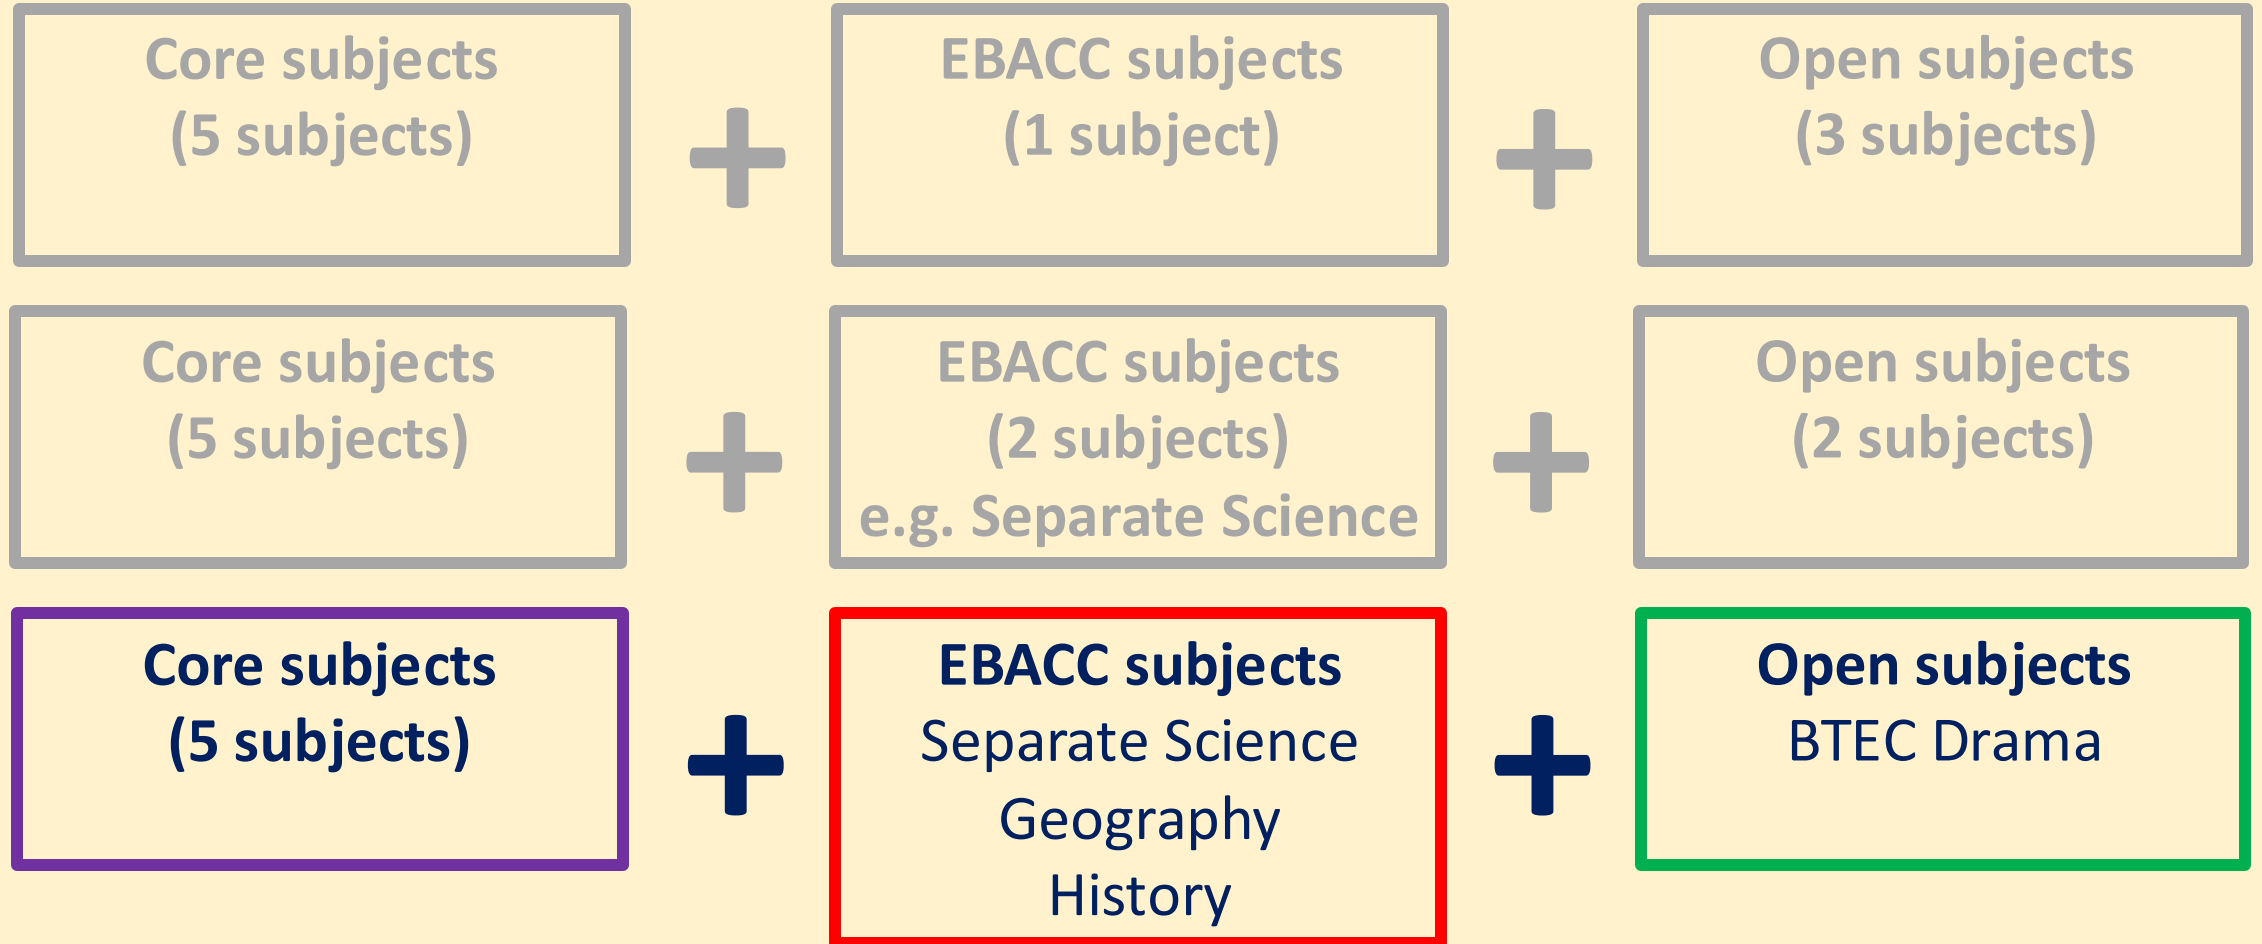 Core subjects
(5 subjects)
+
EBACC subjects
(1 subject)
+
Open subjects
(3 subjects)
Core subjects
(5 subjects)
+
EBACC subjects
(2 subjects)
e.g. Separate Science
+
Open subjects
(2 subjects)
Core subjects
(5 subjects)
+
EBACC subjects
Separate Science
Geography
History
+
Open subjects
BTEC Drama